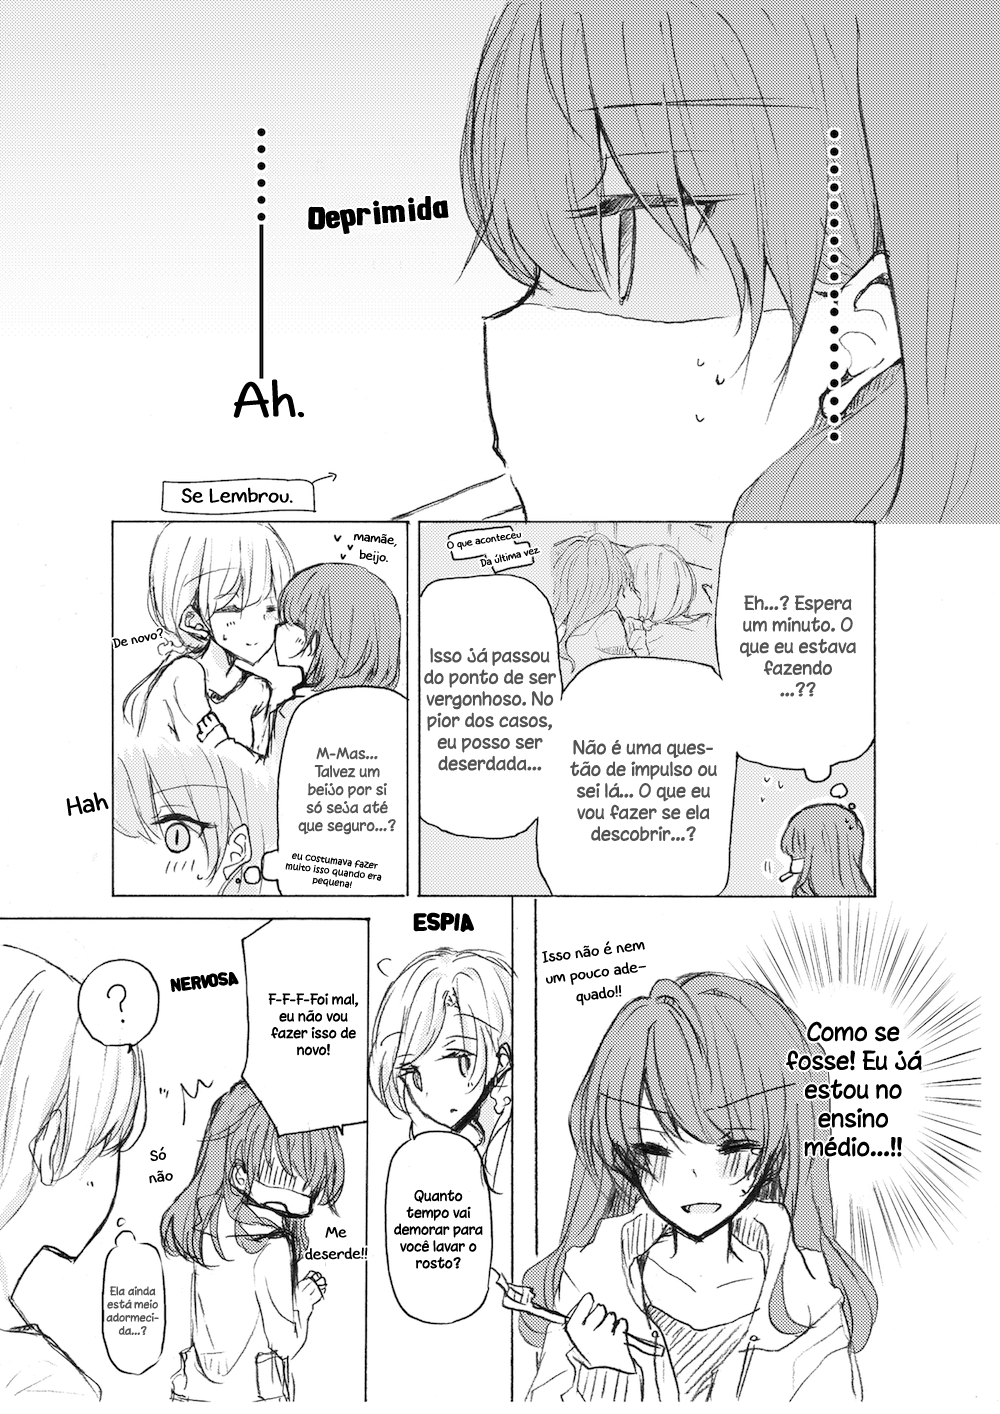 Deprimida
Ah.
Se Lembrou.
Eh...? Espera
um minuto. O
que eu estava
fazendo
...??
O que aconteceu
Da última vez
Não é uma ques-
tão de impulso ou
sei lá... O que eu
vou fazer se ela
descobrir...?
Isso já passou
do ponto de ser
vergonhoso. No
pior dos casos,
eu posso ser
deserdada...
mamãe,
beijo.
De novo?
M-Mas...
Talvez um
beijo por si
só seja até
que seguro...?
eu costumava fazer
muito isso quando era
pequena!
Hah
Como se
fosse! Eu já
estou no
ensino
médio...!!
Isso não é nem
um pouco ade-
quado!!
ESPIA
Quanto
tempo vai
demorar para
você lavar o
rosto?
F-F-F-Foi mal,
eu não vou
fazer isso de
novo!
NERVOSA
?
Só
não
Me
deserde!!
Ela ainda
está meio
adormeci-
da...?